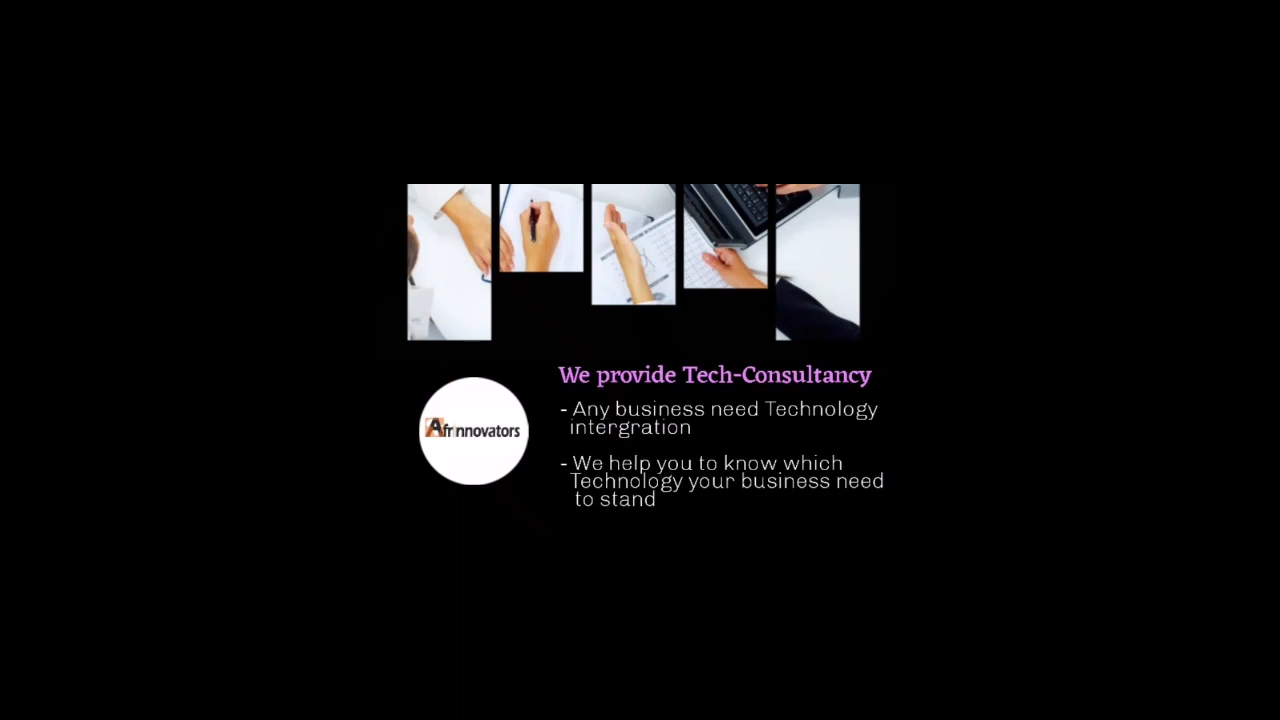 We provide Tech-Consultancy
Afrinnovators
- Any business need Technology
intergration
- We help you to know which
Technology your business need
to stand